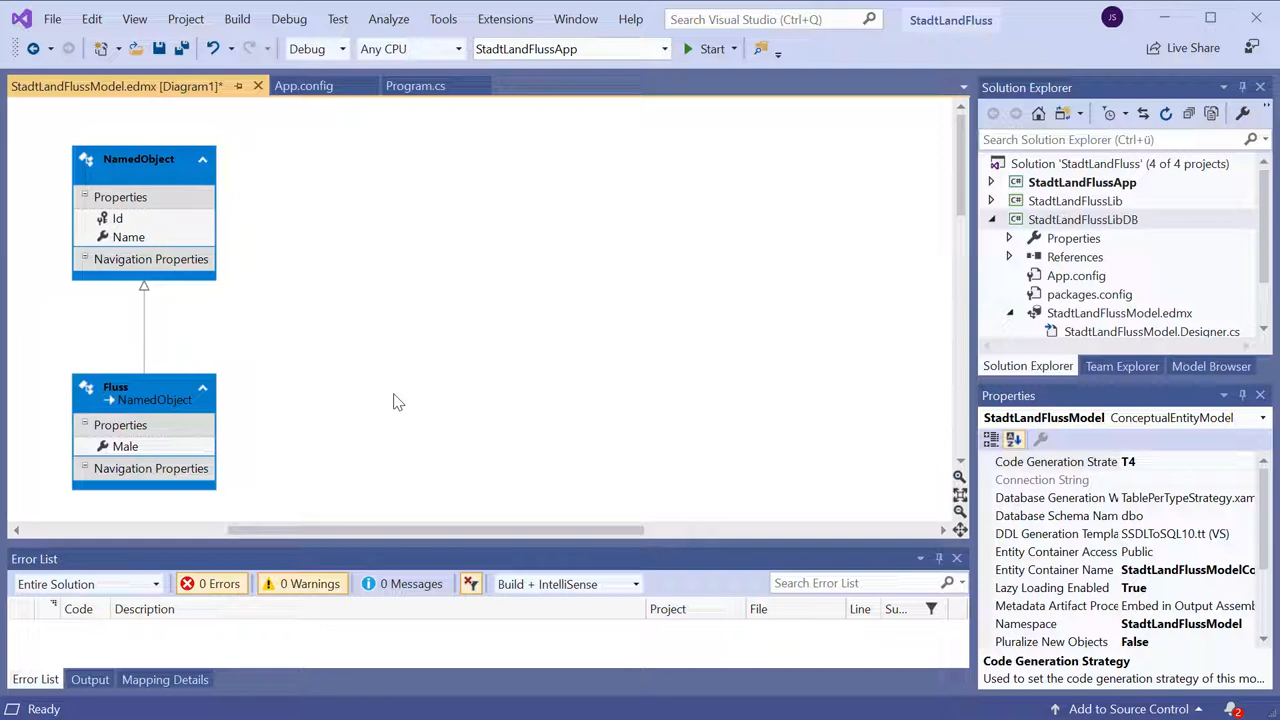 File Edit View Project Build Debug Test Analyze Tools Extensions Window Help Search Visual Studio (Ctrl+Q) StadtLandFluss JS
Debug Any CPU StadtLandFlussApp Start Live Share
StadtLandFlussModel.edmx [Diagram1]* App.config Program.cs
NamedObject
Properties
Id
Name
Navigation Properties
Fluss
NamedObject
Properties
Male
Navigation Properties
Solution Explorer
Search Solution Explorer (Ctrl+ü)
Solution 'StadtLandFluss' (4 of 4 projects)
StadtLandFlussApp
StadtLandFlussLib
StadtLandFlussLibDB
Properties
References
App.config
packages.config
StadtLandFlussModel.edmx
StadtLandFlussModel.Designer.cs
Solution Explorer Team Explorer Model Browser
Properties
StadtLandFlussModel ConceptualEntityModel
Code Generation Strate T4
Connection String
Database Generation W TablePerTypeStrategy.xam
Database Schema Nam dbo
DDL Generation Templa SSDLToSQL10.tt (VS)
Entity Container Access Public
Entity Container Name StadtLandFlussModelCo
Lazy Loading Enabled True
Metadata Artifact Proce Embed in Output Assemb
Namespace StadtLandFlussModel
Pluralize New Objects False
Code Generation Strategy
Used to set the code generation strategy of this mo...
Error List
Entire Solution 0 Errors 0 Warnings 0 Messages Build + IntelliSense Search Error List
Code Description Project File Line Su...
Error List Output Mapping Details
Ready Add to Source Control 2